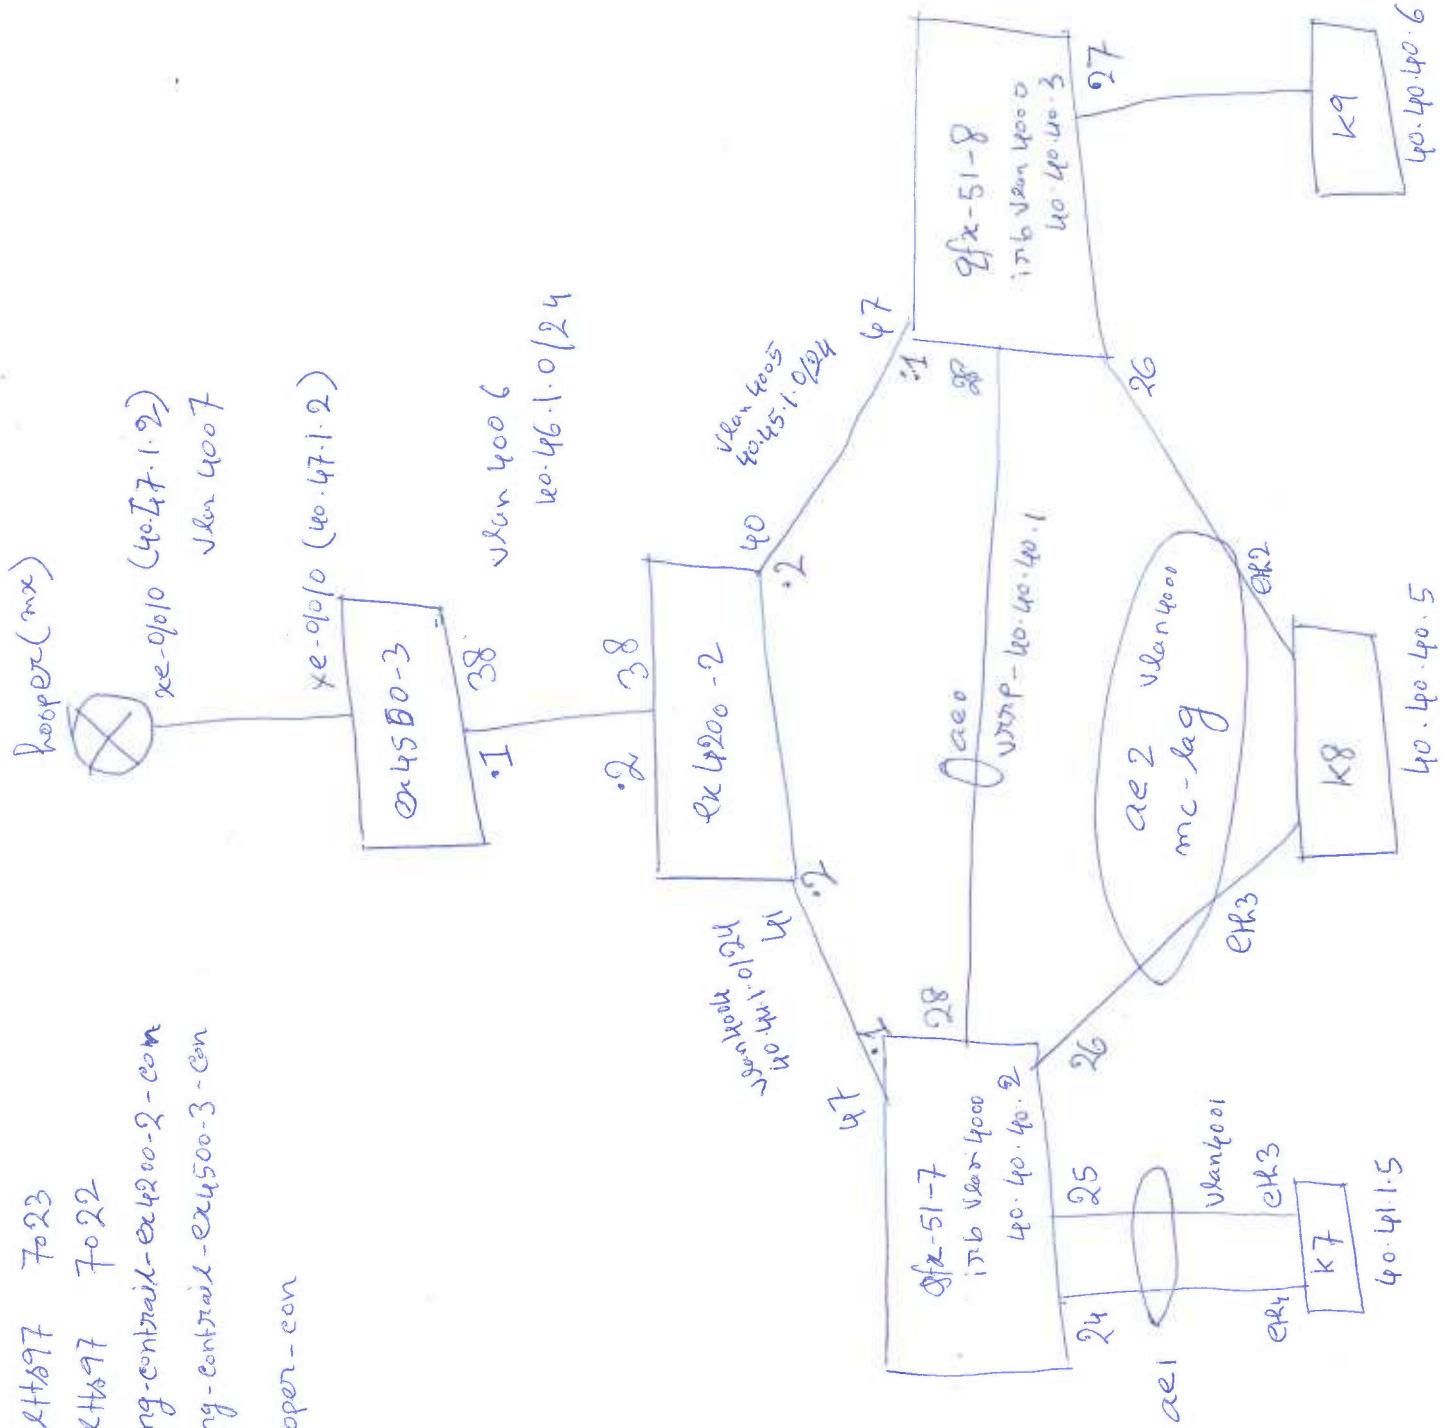 hooper(mx)
xe-0/0/0 (40.47.1.2)
vlan 4007
xe-0/0/0 (40.47.1.2)
ex4500-3
.1
38
vlan 4006
40.46.1.0/24
.2
38
ex4200-2
.2
41
.2
40
vlan 4004
40.44.1.0/24
vlan 4005
40.45.1.0/24
47
.1
28
47
.1
28
qfx-51-7
irb vlan 4000
40.40.40.2
ae0
vrrp-40.40.40.1
qfx-51-8
irb vlan 4000
40.40.40.3
24
25
26
26
27
ae1
vlan4001
eth4
eth3
K7
40.41.1.5
ae2 vlan4000
mc-lag
eth3
eth2
K8
40.40.40.5
K9
40.40.40.6
7023
7022
ng-contrail-ex4200-2-con
ng-contrail-ex4500-3-con
oper-con